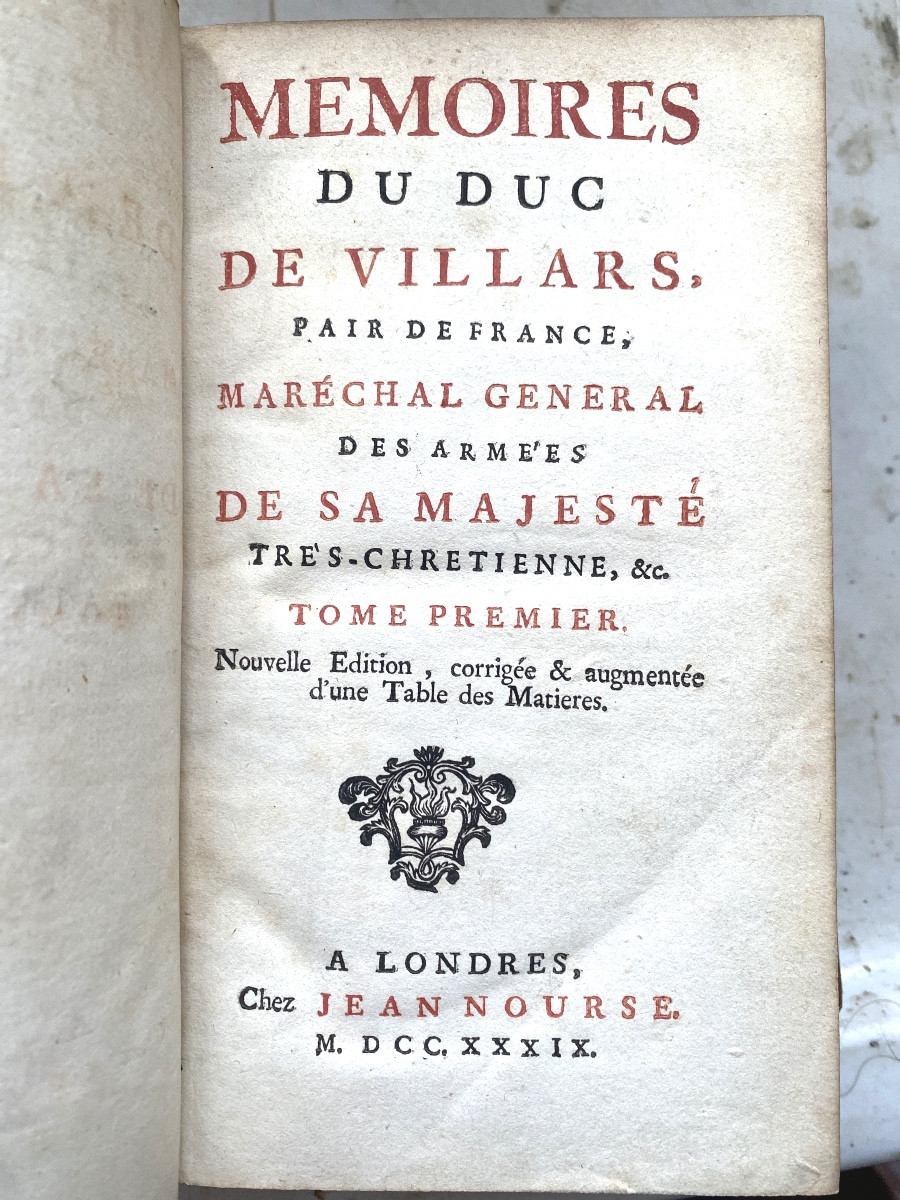 MEMOIRES
DU DUC
DE VILLARS,
PAIR DE FRANCE,
MARÉCHAL GENERAL
DES ARME'ES
DE SA MAJESTÉ
TRE'S-CHRETIENNE, &c.
TOME PREMIER.
Nouvelle Edition, corrigée & augmentée
d'une Table des Matieres.
A LONDRES,
Chez JEAN NOURSE.
M. DCC. XXXIX.